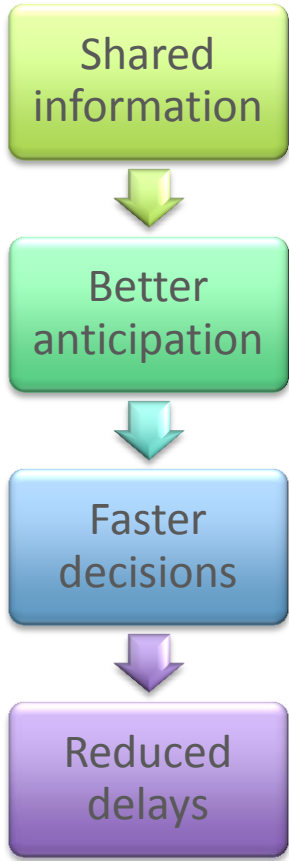 Shared
information
Better
anticipation
Faster
decisions
Reduced
delays